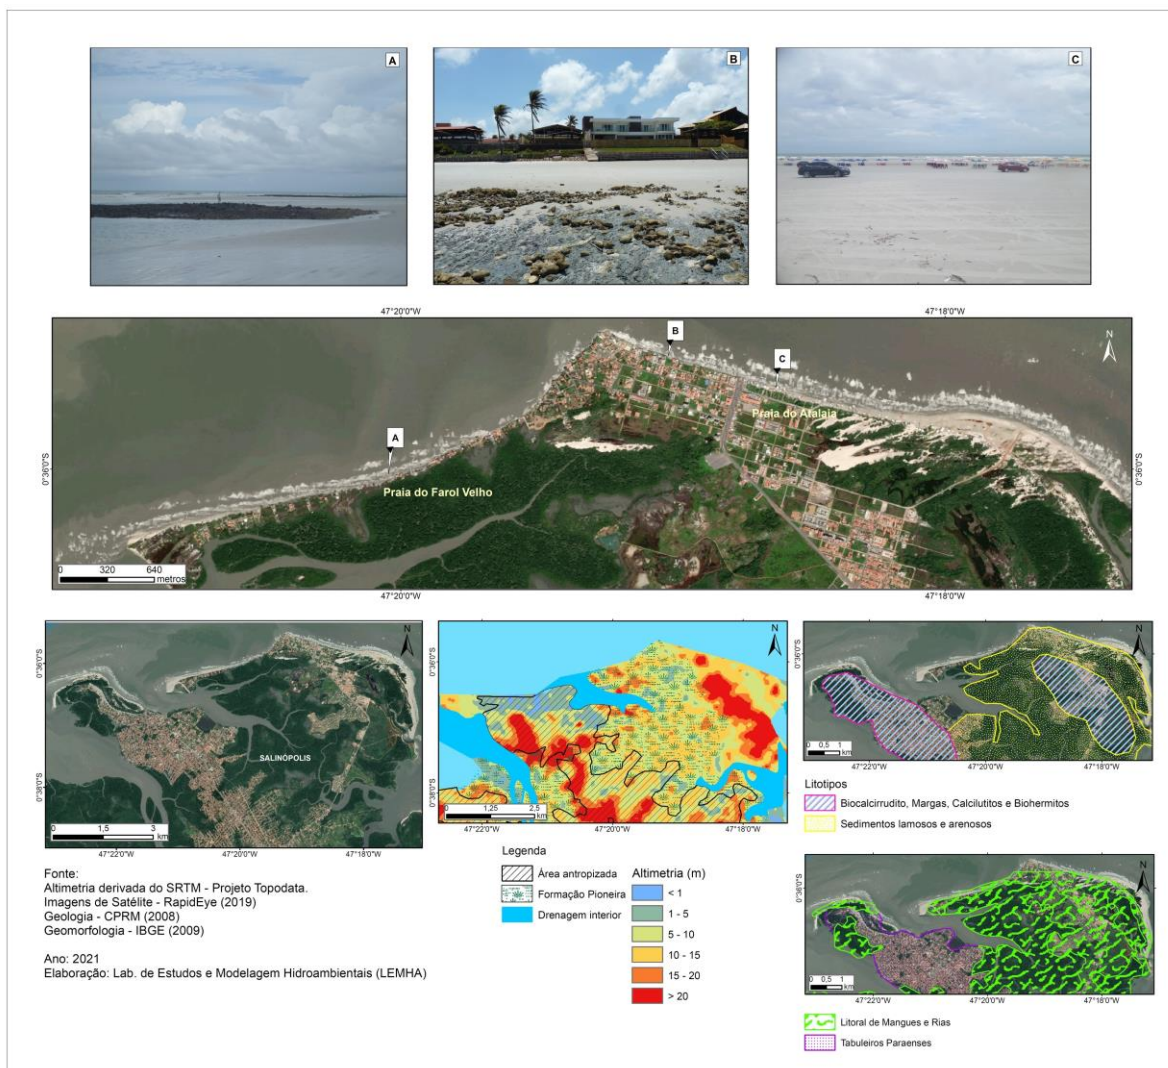 A
B
C
47°20'0"W
47°18'0"W
N
B
C
Praia do Atalaia
A
0°36'0"S
0°36'0"S
Praia do Farol Velho
0 320 640
metros
47°20'0"W
47°18'0"W
N
0°36'0"S
SALINÓPOLIS
0°38'0"S
0 1,5 3
km
47°22'0"W
47°20'0"W
47°18'0"W
N
0°36'0"S
0°38'0"S
0 1,25 2,5
km
47°22'0"W
47°20'0"W
47°18'0"W
N
0°36'0"S
0 0,5 1
km
47°22'0"W
47°20'0"W
47°18'0"W
Litotipos
Biocalcirrudito, Margas, Calcilutitos e Biohermitos
Sedimentos lamosos e arenosos
Fonte:
Altimetria derivada do SRTM - Projeto Topodata.
Imagens de Satélite - RapidEye (2019)
Geologia - CPRM (2008)
Geomorfologia - IBGE (2009)
Ano: 2021
Elaboração: Lab. de Estudos e Modelagem Hidroambientais (LEMHA)
Legenda
Área antropizada
Formação Pioneira
Drenagem interior
Altimetria (m)
< 1
1 - 5
5 - 10
10 - 15
15 - 20
> 20
N
0°36'0"S
0 0,5 1
km
47°22'0"W
47°20'0"W
47°18'0"W
Litoral de Mangues e Rias
Tabuleiros Paraenses